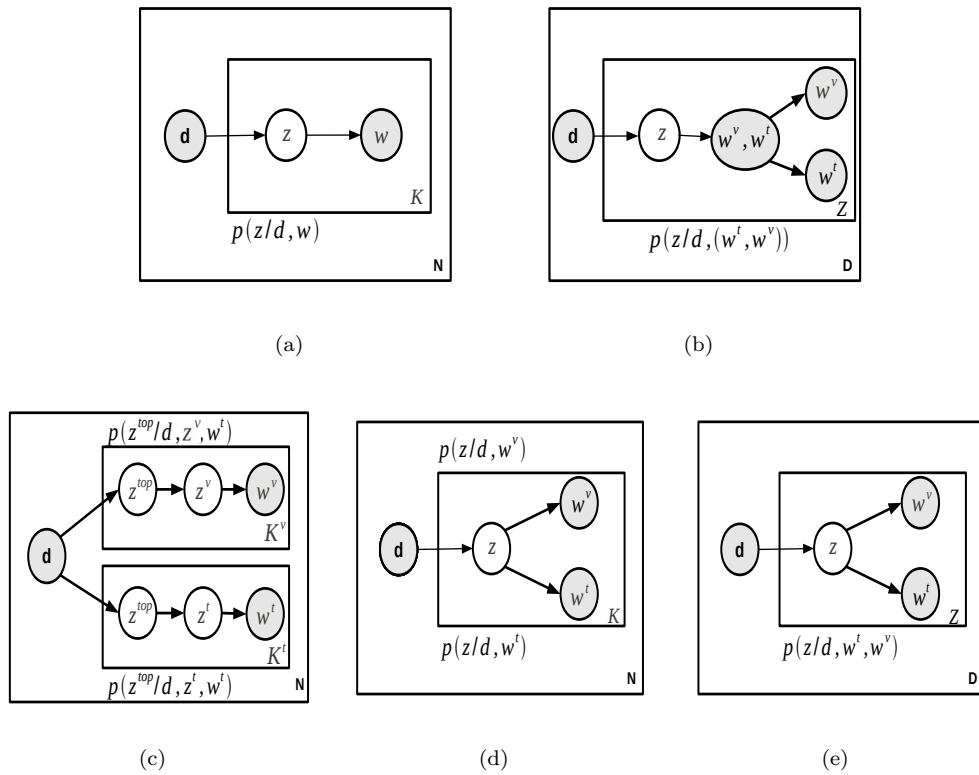 d z w K
p(z/d,w)
N
(a)
d z w^v,w^t w^v w^t Z
p(z/d,(w^t,w^v))
D
(b)
p(z^top/d,z^v,w^t)
z^top z^v w^v K^v
d
z^top z^t w^t K^t
p(z^top/d,z^t,w^t)
N
(c)
p(z/d,w^v)
d z w^v w^t K
p(z/d,w^t)
N
(d)
d z w^v w^t Z
p(z/d,w^t,w^v)
D
(e)